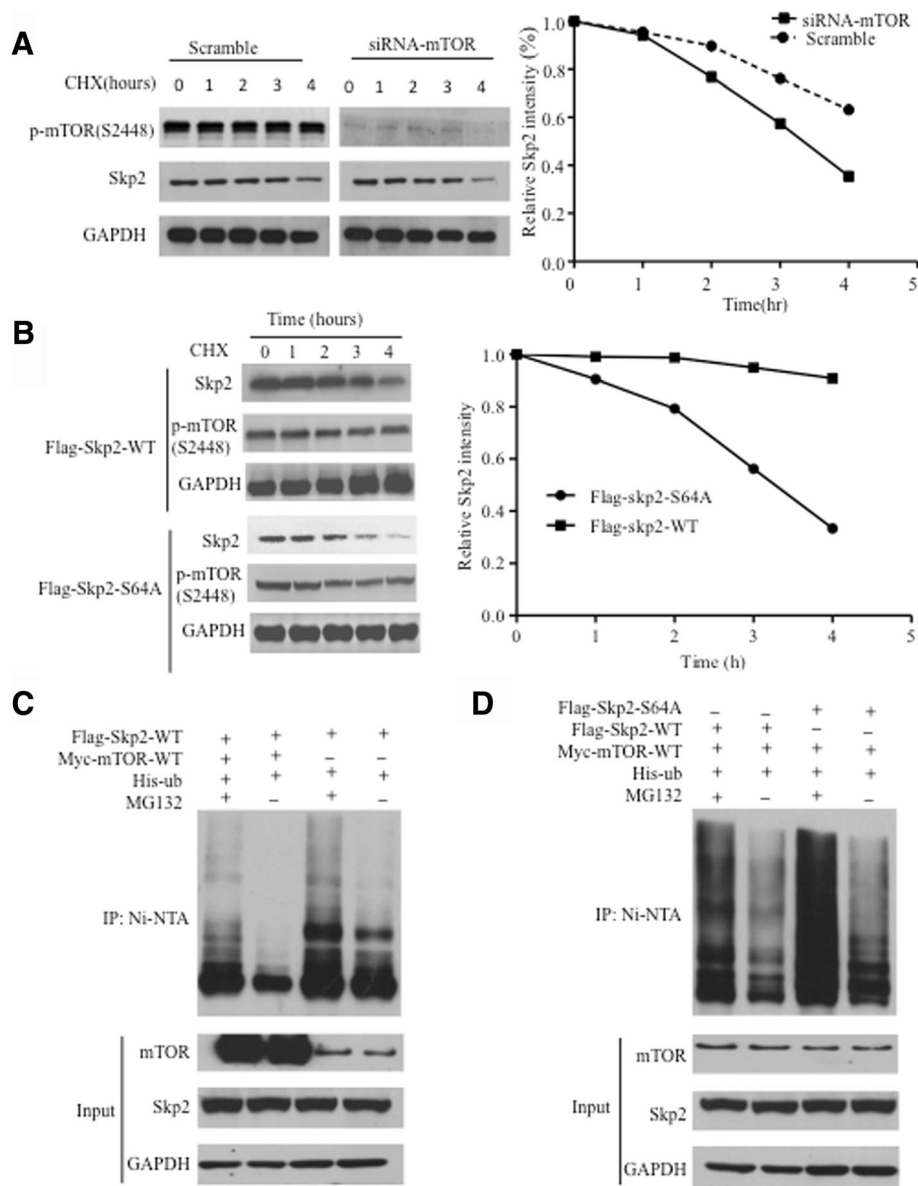 A
Scramble
siRNA-mTOR
CHX(hours)
0 1 2 3 4
0 1 2 3 4
p-mTOR(S2448)
Skp2
GAPDH
Relative Skp2 intensity (%)
1.0
0.8
0.6
0.4
0.2
0.0
0 1 2 3 4 5
Time(hr)
siRNA-mTOR
Scramble
B
Time (hours)
CHX 0 1 2 3 4
Flag-Skp2-WT
Skp2
p-mTOR
(S2448)
GAPDH
Flag-Skp2-S64A
Skp2
p-mTOR
(S2448)
GAPDH
Relative Skp2 intensity
1.0
0.8
0.6
0.4
0.2
0.0
0 1 2 3 4 5
Time (h)
Flag-skp2-S64A
Flag-skp2-WT
C
Flag-Skp2-WT + + + +
Myc-mTOR-WT + + – –
His-ub + + + +
MG132 + – + –
IP: Ni-NTA
Input
mTOR
Skp2
GAPDH
D
Flag-Skp2-S64A – – + +
Flag-Skp2-WT + + – –
Myc-mTOR-WT + + + +
His-ub + + + +
MG132 + – + –
IP: Ni-NTA
Input
mTOR
Skp2
GAPDH